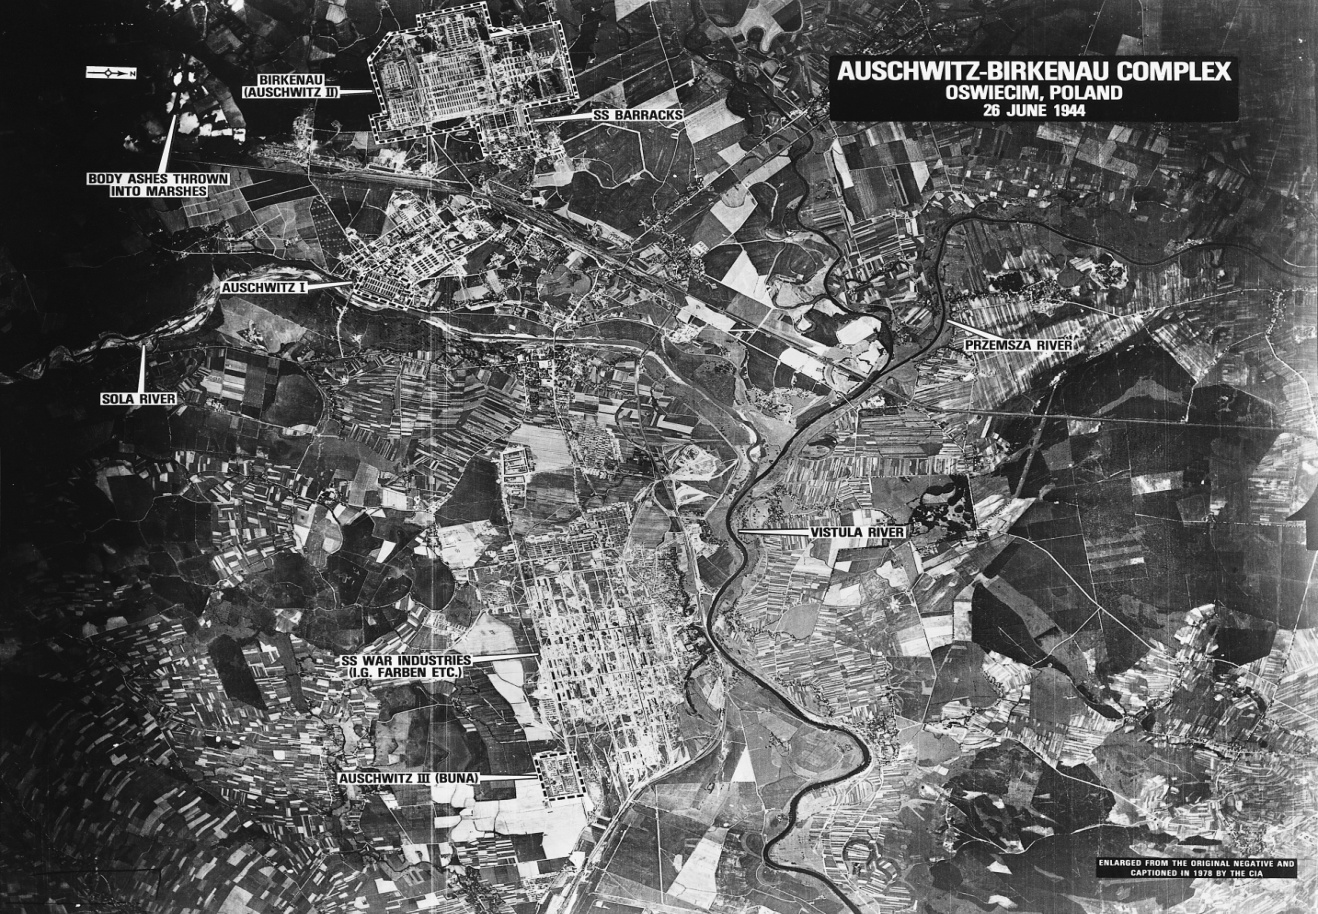 AUSCHWITZ-BIRKENAU COMPLEX
OSWIECIM, POLAND
26 JUNE 1944
N
BIRKENAU
(AUSCHWITZ II)
SS BARRACKS
BODY ASHES THROWN
INTO MARSHES
AUSCHWITZ I
PRZEMSZA RIVER
SOLA RIVER
VISTULA RIVER
SS WAR INDUSTRIES
(I.G. FARBEN ETC.)
AUSCHWITZ III (BUNA)
ENLARGED FROM THE ORIGINAL NEGATIVE AND
CAPTIONED IN 1978 BY THE CIA